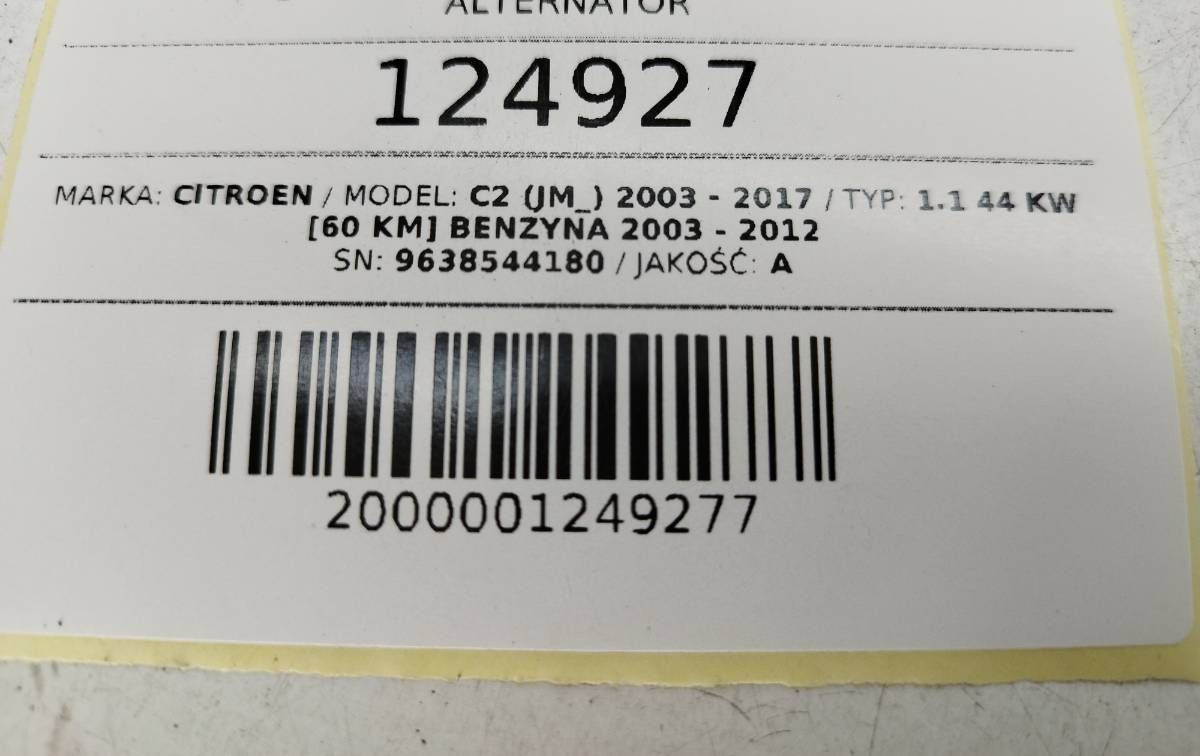 ALTERNATOR
124927
MARKA: CITROEN / MODEL: C2 (JM_) 2003 - 2017 / TYP: 1.1 44 KW
[60 KM] BENZYNA 2003 - 2012
SN: 9638544180 / JAKOŚĆ: A
2000001249277